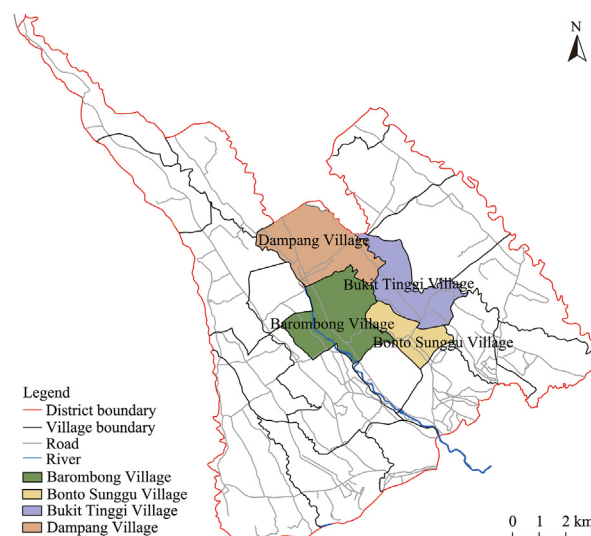 N
Dampang Village
Bukit Tinggi Village
Barombong Village
Bonto Sunggu Village
Legend
District boundary
Village boundary
Road
River
Barombong Village
Bonto Sunggu Village
Bukit Tinggi Village
Dampang Village
0 1 2 km